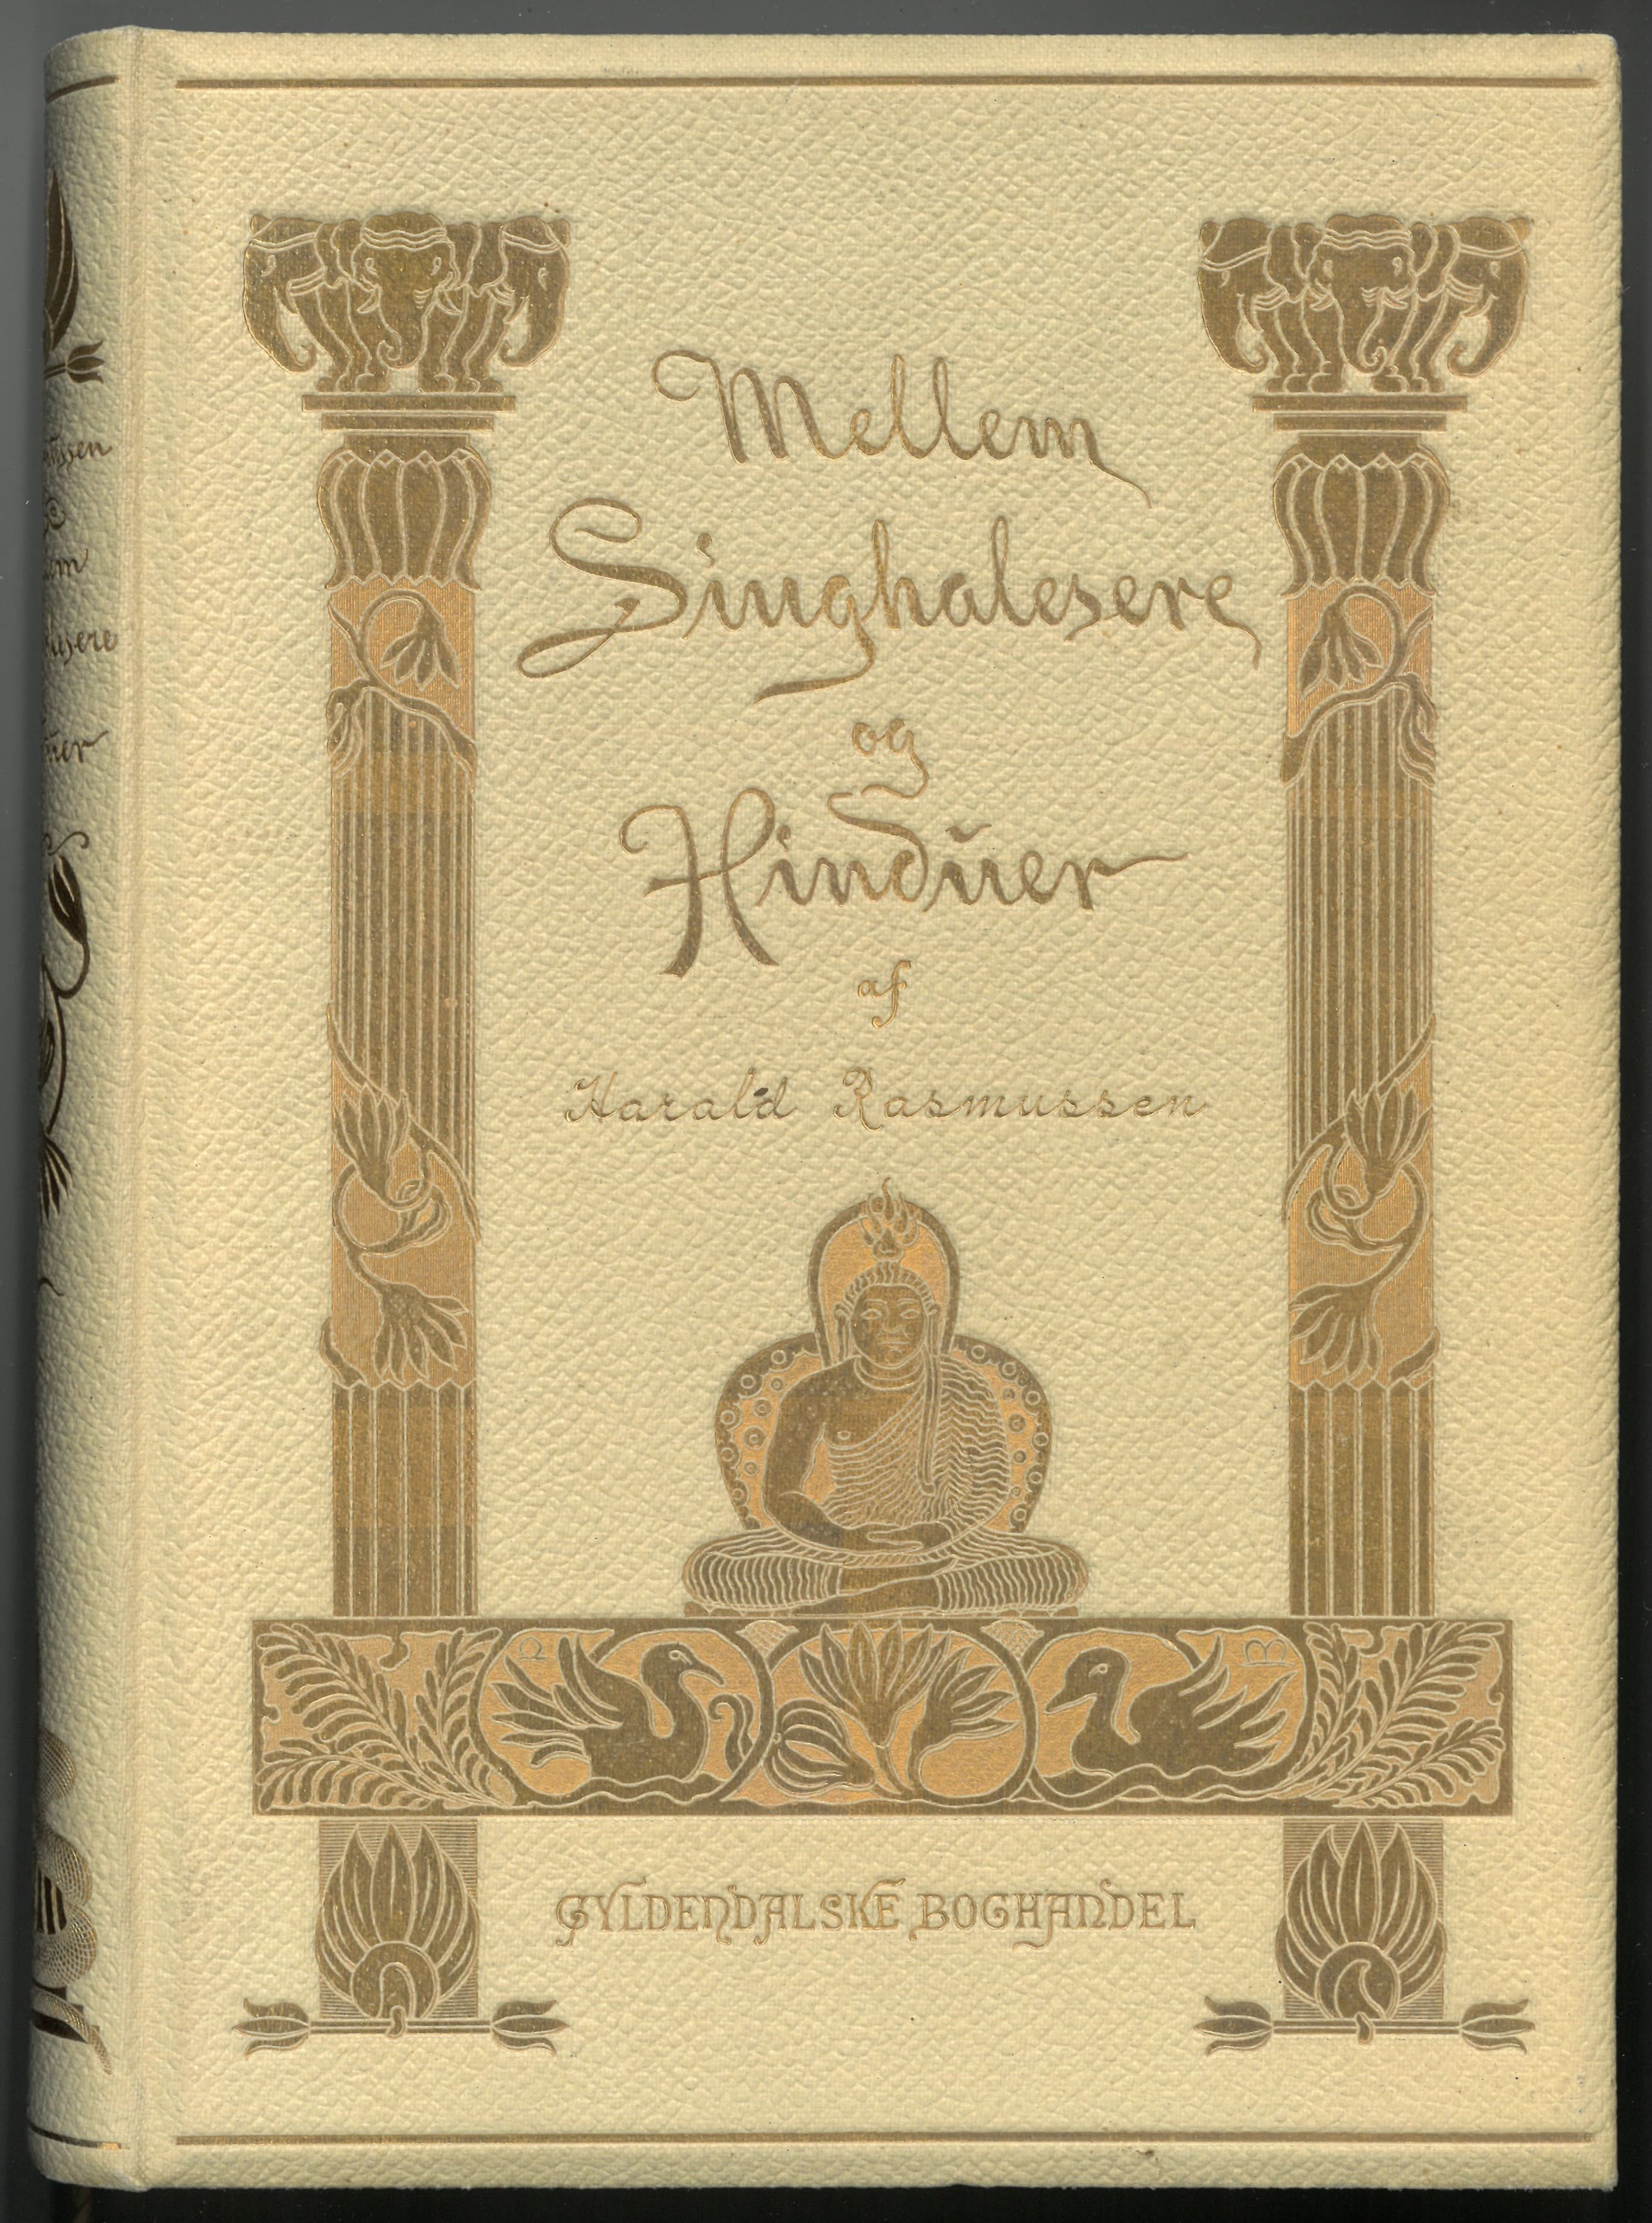 Mellem
Singhalesere
og
Hinduer
af
Harald Rasmussen
B
GYLDENDALSKE BOGHANDEL